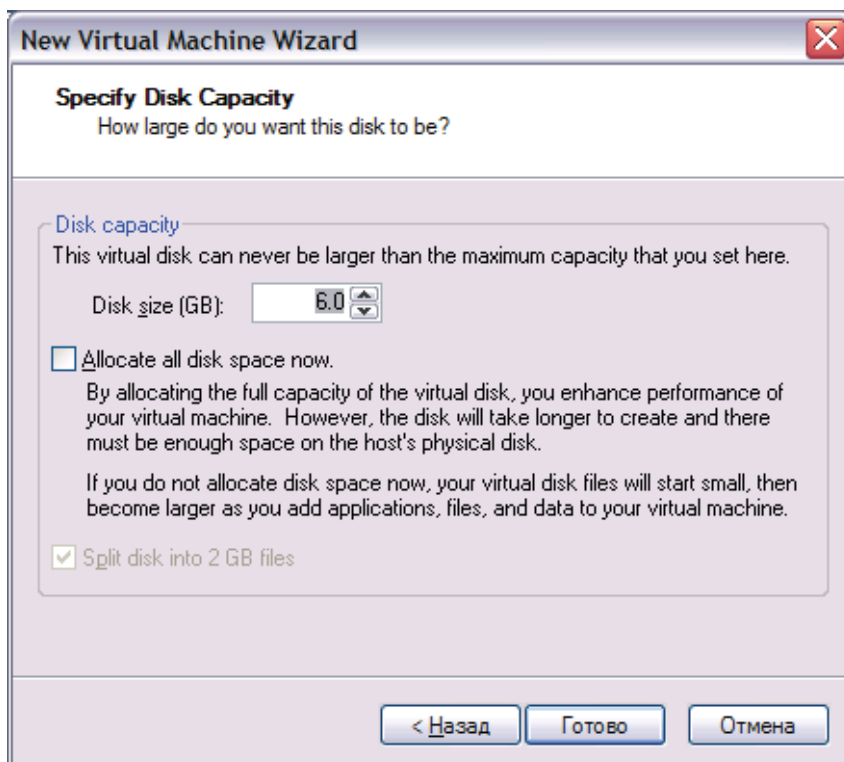 New Virtual Machine Wizard
Specify Disk Capacity
How large do you want this disk to be?
Disk capacity
This virtual disk can never be larger than the maximum capacity that you set here.
Disk size (GB): 6.0
Allocate all disk space now.
By allocating the full capacity of the virtual disk, you enhance performance of
your virtual machine. However, the disk will take longer to create and there
must be enough space on the host's physical disk.
If you do not allocate disk space now, your virtual disk files will start small, then
become larger as you add applications, files, and data to your virtual machine.
Split disk into 2 GB files
< Назад Готово Отмена